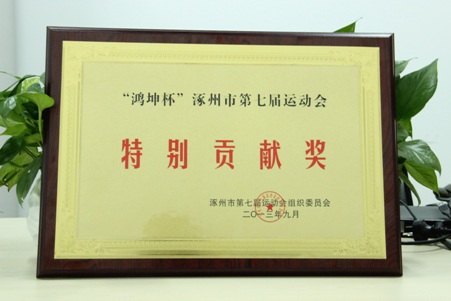 “鸿坤杯”涿州市第七届运动会
特别贡献奖
涿州市第七届运动会组织委员会
二〇一三年九月